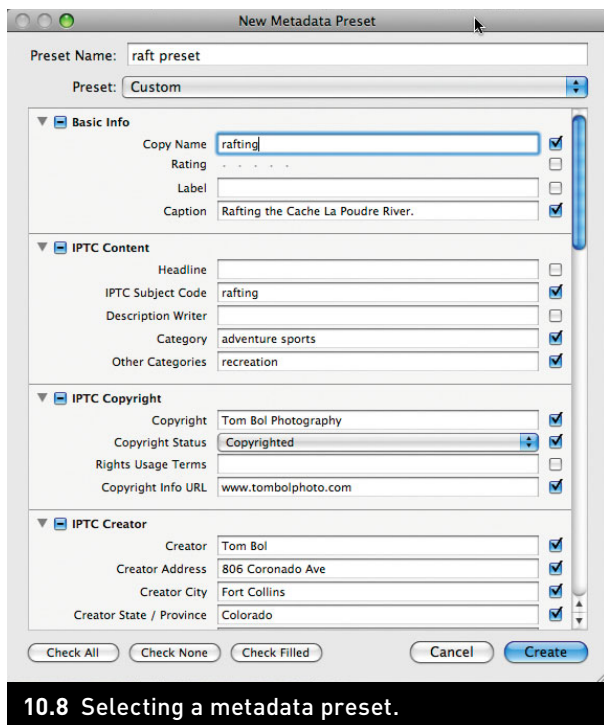 New Metadata Preset
Preset Name: raft preset
Preset: Custom
Basic Info
Copy Name rafting
Rating
Label
Caption Rafting the Cache La Poudre River.
IPTC Content
Headline
IPTC Subject Code rafting
Description Writer
Category adventure sports
Other Categories recreation
IPTC Copyright
Copyright Tom Bol Photography
Copyright Status Copyrighted
Rights Usage Terms
Copyright Info URL www.tombolphoto.com
IPTC Creator
Creator Tom Bol
Creator Address 806 Coronado Ave
Creator City Fort Collins
Creator State / Province Colorado
Check All Check None Check Filled Cancel Create
10.8 Selecting a metadata preset.